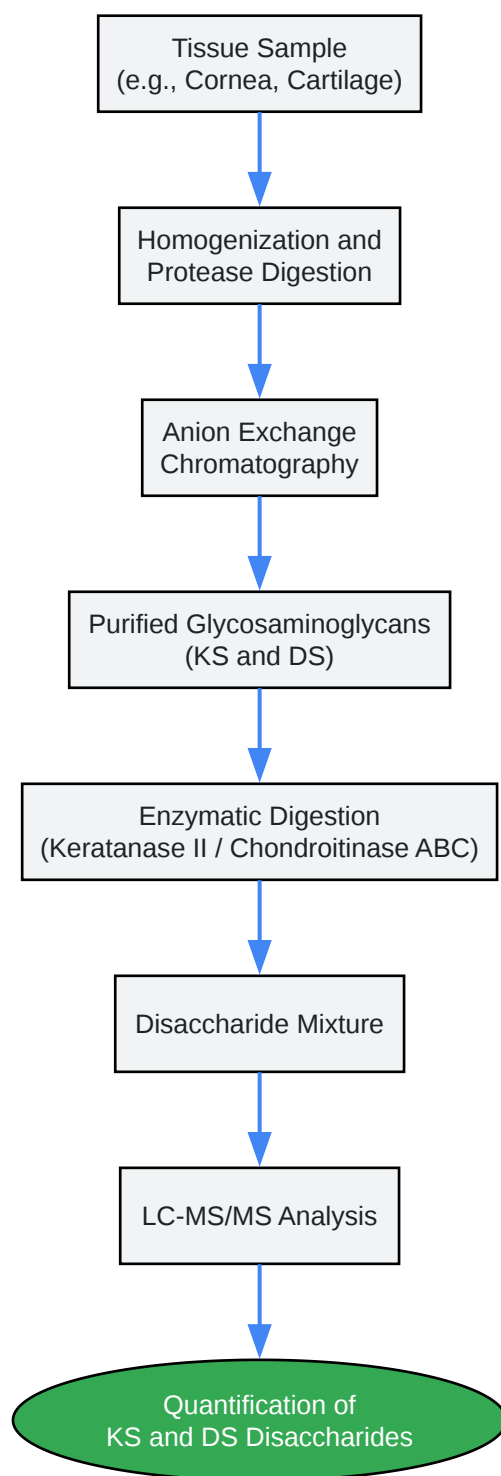 Tissue Sample
(e.g., Cornea, Cartilage)
Homogenization and
Protease Digestion
Anion Exchange
Chromatography
Purified Glycosaminoglycans
(KS and DS)
Enzymatic Digestion
(Keratanase II / Chondroitinase ABC)
Disaccharide Mixture
LC-MS/MS Analysis
Quantification of
KS and DS Disaccharides